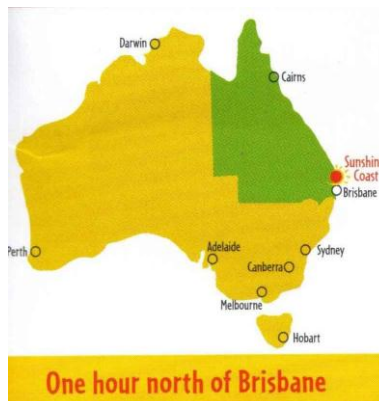 Darwin
Cairns
Sunshin
Coast
Brisbane
Perth
Adelaide
Sydney
Canberra
Melbourne
Hobart
One hour north of Brisbane